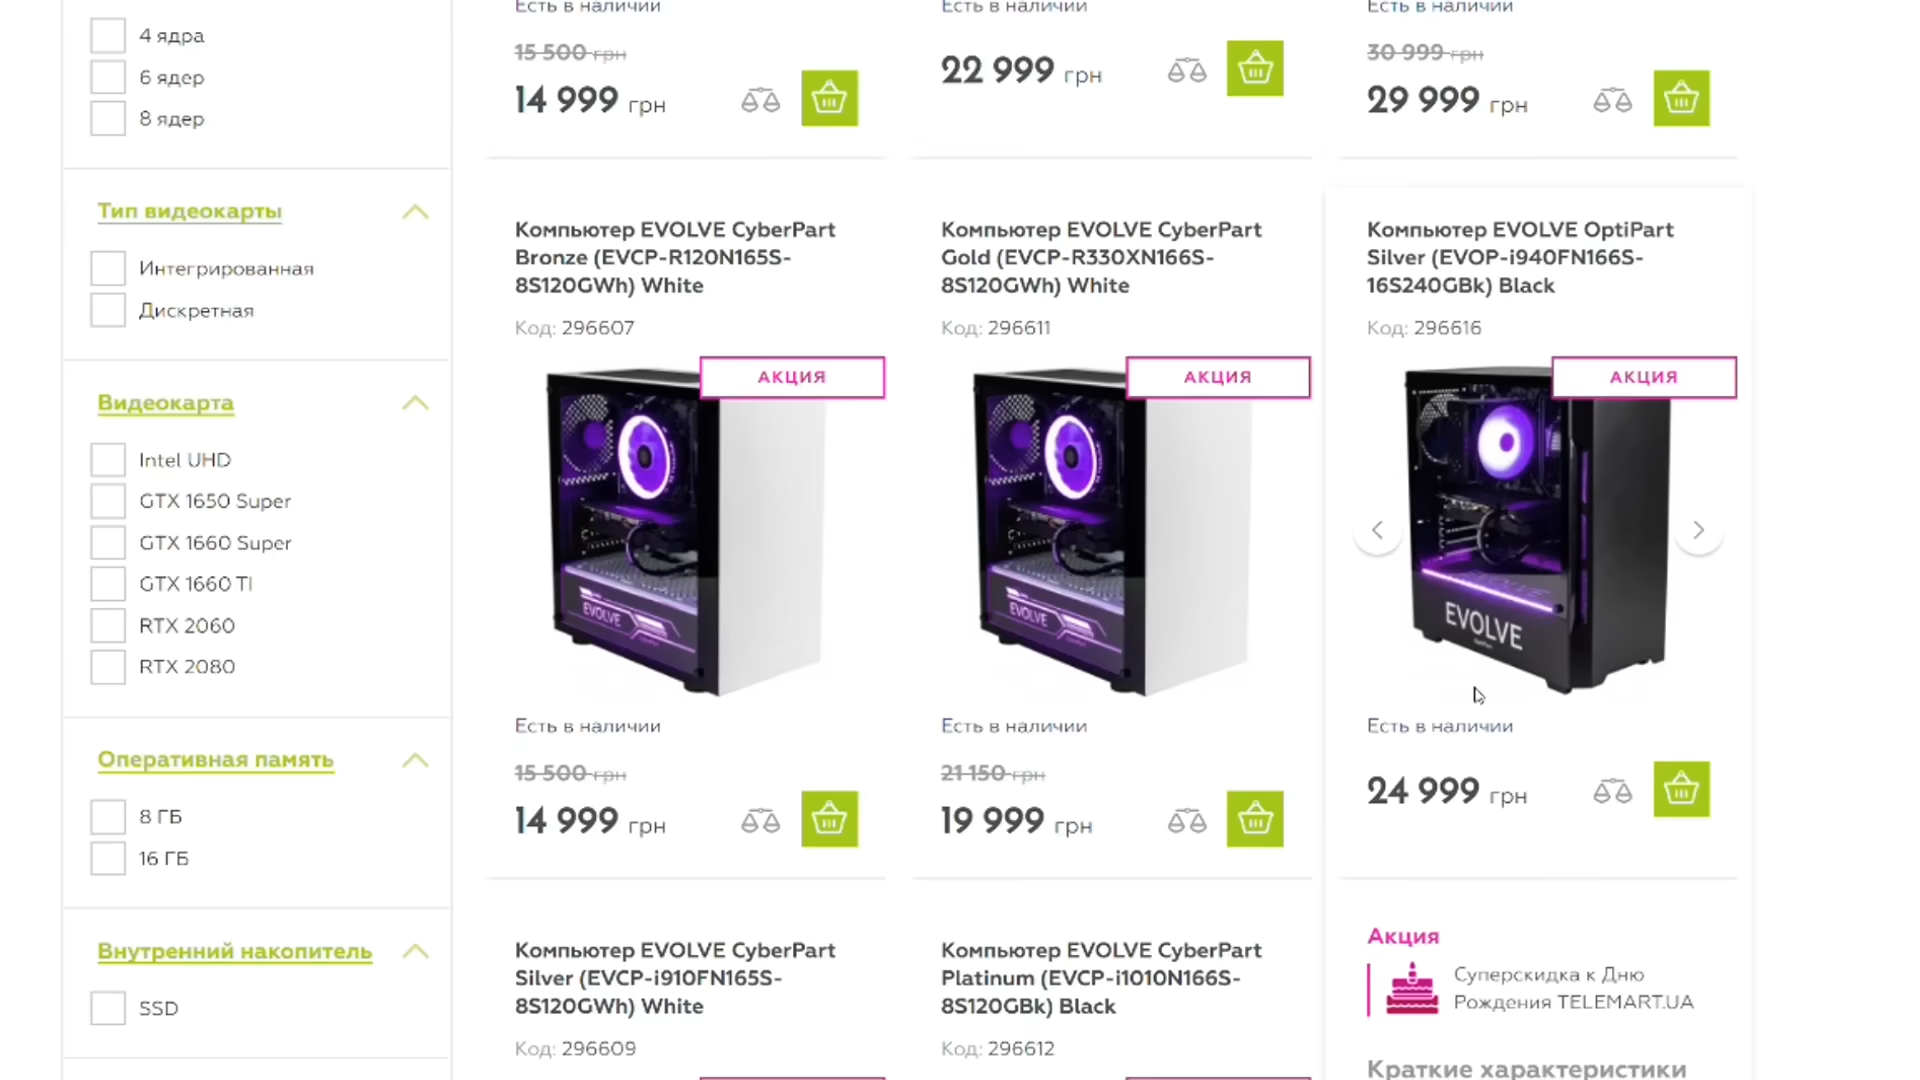 4 ядра
6 ядер
8 ядер
Тип видеокарты
Интегрированная
Дискретная
Видеокарта
Intel UHD
GTX 1650 Super
GTX 1660 Super
GTX 1660 TI
RTX 2060
RTX 2080
Оперативная память
8 ГБ
16 ГБ
Внутренний накопитель
SSD
Есть в наличии
15 500 грн
14 999 грн
Есть в наличии
22 999 грн
Есть в наличии
30 999 грн
29 999 грн
Компьютер EVOLVE CyberPart
Bronze (EVCP-R120N165S-
8S120GWh) White
Код: 296607
АКЦИЯ
EVOLVE
Есть в наличии
15 500 грн
14 999 грн
Компьютер EVOLVE CyberPart
Gold (EVCP-R330XN166S-
8S120GWh) White
Код: 296611
АКЦИЯ
EVOLVE
Есть в наличии
21 150 грн
19 999 грн
Компьютер EVOLVE OptiPart
Silver (EVOP-i940FN166S-
16S240GBk) Black
Код: 296616
АКЦИЯ
EVOLVE
Есть в наличии
24 999 грн
Акция
Суперскидка к Дню
Рождения TELEMART.UA
Краткие характеристики
Компьютер EVOLVE CyberPart
Silver (EVCP-i910FN165S-
8S120GWh) White
Код: 296609
Компьютер EVOLVE CyberPart
Platinum (EVCP-i1010N166S-
8S120GBk) Black
Код: 296612